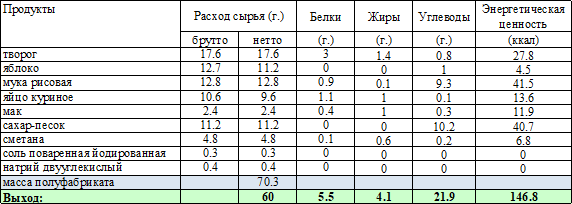 Продукты Расход сырья (г.) Белки Жиры Углеводы Энергетическая ценность
брутто нетто (г.) (г.) (г.) (ккал)
творог 17.6 17.6 3 1.4 0.8 27.8
яблоко 12.7 11.2 0 0 1 4.5
мука рисовая 12.8 12.8 0.9 0.1 9.3 41.5
яйцо куриное 10.6 9.6 1.1 1 0.1 13.6
мак 2.4 2.4 0.4 1 0.3 11.9
сахар-песок 11.2 11.2 0 0 10.2 40.7
сметана 4.8 4.8 0.1 0.6 0.2 6.8
соль поваренная йодированная 0.3 0.3 0 0 0 0
натрий двууглекислый 0.4 0.4 0 0 0 0
масса полуфабриката 70.3
Выход: 60 5.5 4.1 21.9 146.8